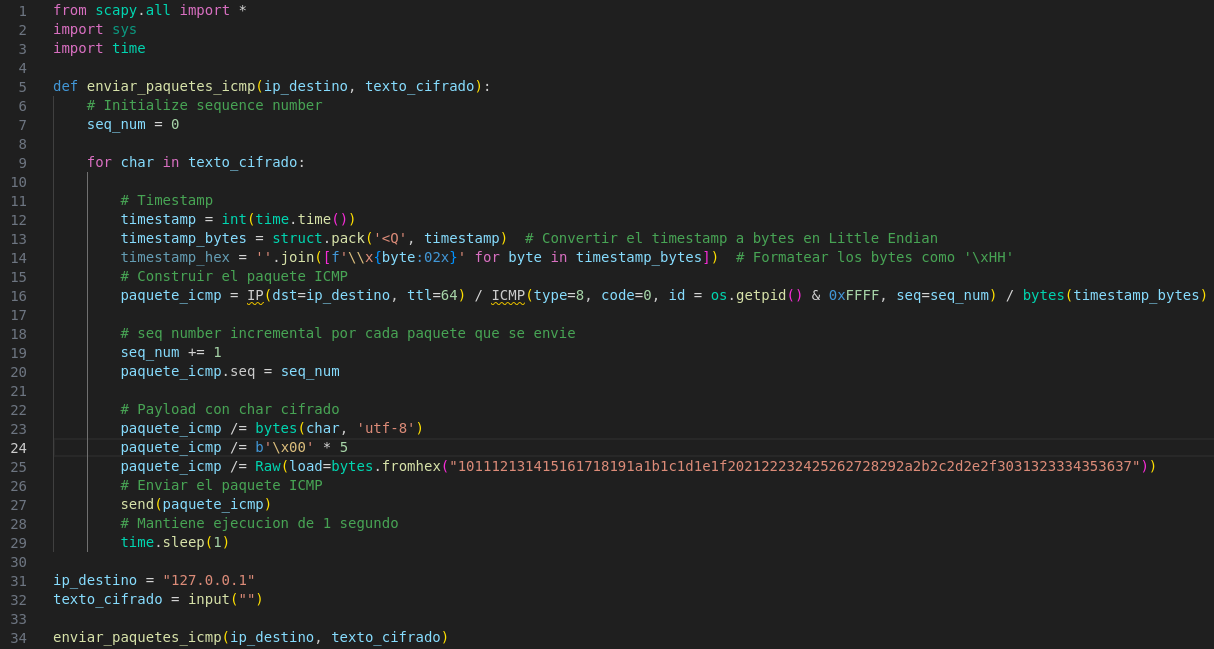 1 from scapy.all import *
2 import sys
3 import time
4
5 def enviar_paquetes_icmp(ip_destino, texto_cifrado):
6     # Initialize sequence number
7     seq_num = 0
8
9     for char in texto_cifrado:
10
11         # Timestamp
12         timestamp = int(time.time())
13         timestamp_bytes = struct.pack('<Q', timestamp)  # Convertir el timestamp a bytes en Little Endian
14         timestamp_hex = ''.join([f'\\x{byte:02x}' for byte in timestamp_bytes])  # Formatear los bytes como '\xHH'
15         # Construir el paquete ICMP
16         paquete_icmp = IP(dst=ip_destino, ttl=64) / ICMP(type=8, code=0, id = os.getpid() & 0xFFFF, seq=seq_num) / bytes(timestamp_bytes)
17
18         # seq number incremental por cada paquete que se envie
19         seq_num += 1
20         paquete_icmp.seq = seq_num
21
22         # Payload con char cifrado
23         paquete_icmp /= bytes(char, 'utf-8')
24         paquete_icmp /= b'\x00' * 5
25         paquete_icmp /= Raw(load=bytes.fromhex("101112131415161718191a1b1c1d1e1f202122232425262728292a2b2c2d2e2f3031323334353637"))
26         # Enviar el paquete ICMP
27         send(paquete_icmp)
28         # Mantiene ejecucion de 1 segundo
29         time.sleep(1)
30
31 ip_destino = "127.0.0.1"
32 texto_cifrado = input("")
33
34 enviar_paquetes_icmp(ip_destino, texto_cifrado)